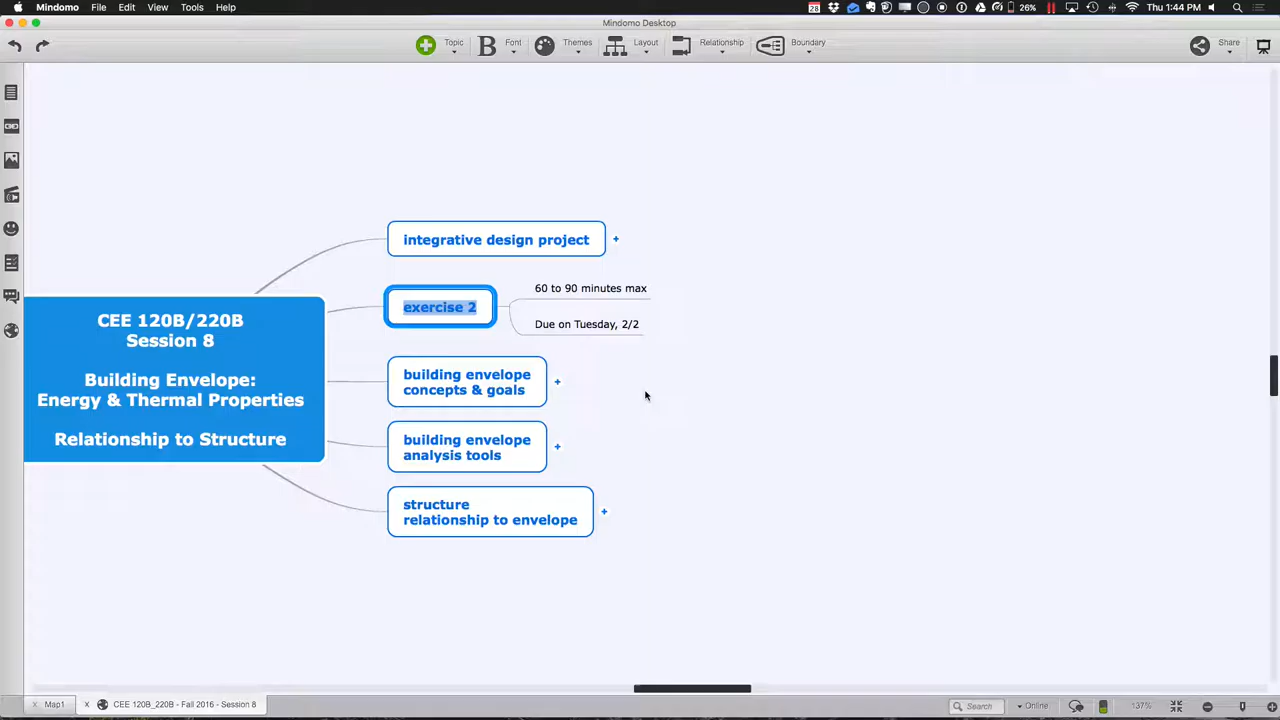 Mindomo File Edit View Tools Help
28
26%
Thu 1:44 PM
Mindomo Desktop
Topic
B Font
Themes
Layout
Relationship
Boundary
Share
integrative design project
+
exercise 2
60 to 90 minutes max
Due on Tuesday, 2/2
CEE 120B/220B
Session 8
Building Envelope:
Energy & Thermal Properties
Relationship to Structure
building envelope
concepts & goals
+
building envelope
analysis tools
+
structure
relationship to envelope
+
x Map1
x CEE 120B_220B - Fall 2016 - Session 8
Search
Online
137%